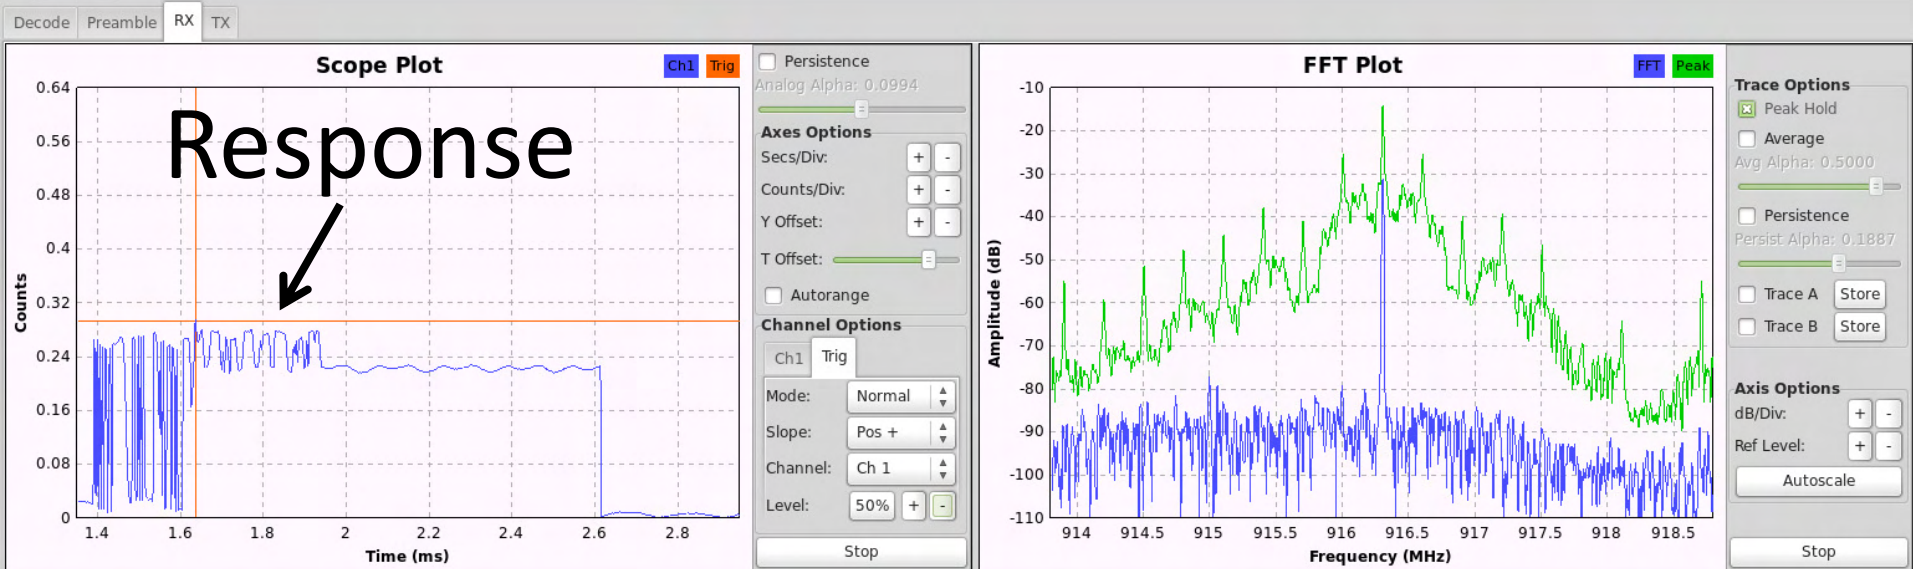 Decode Preamble RX TX
Scope Plot
Ch1 Trig
Response
0.64
0.56
0.48
0.4
0.32
0.24
0.16
0.08
0
Counts
1.4 1.6 1.8 2 2.2 2.4 2.6 2.8
Time (ms)
Persistence
Analog Alpha: 0.0994
Axes Options
Secs/Div: + -
Counts/Div: + -
Y Offset: + -
T Offset:
Autorange
Channel Options
Ch1 Trig
Mode: Normal
Slope: Pos +
Channel: Ch 1
Level: 50% + -
Stop
FFT Plot
FFT Peak
-10
-20
-30
-40
-50
-60
-70
-80
-90
-100
-110
Amplitude (dB)
914 914.5 915 915.5 916 916.5 917 917.5 918 918.5
Frequency (MHz)
Trace Options
Peak Hold
Average
Avg Alpha: 0.5000
Persistence
Persist Alpha: 0.1887
Trace A Store
Trace B Store
Axis Options
dB/Div: + -
Ref Level: + -
Autoscale
Stop